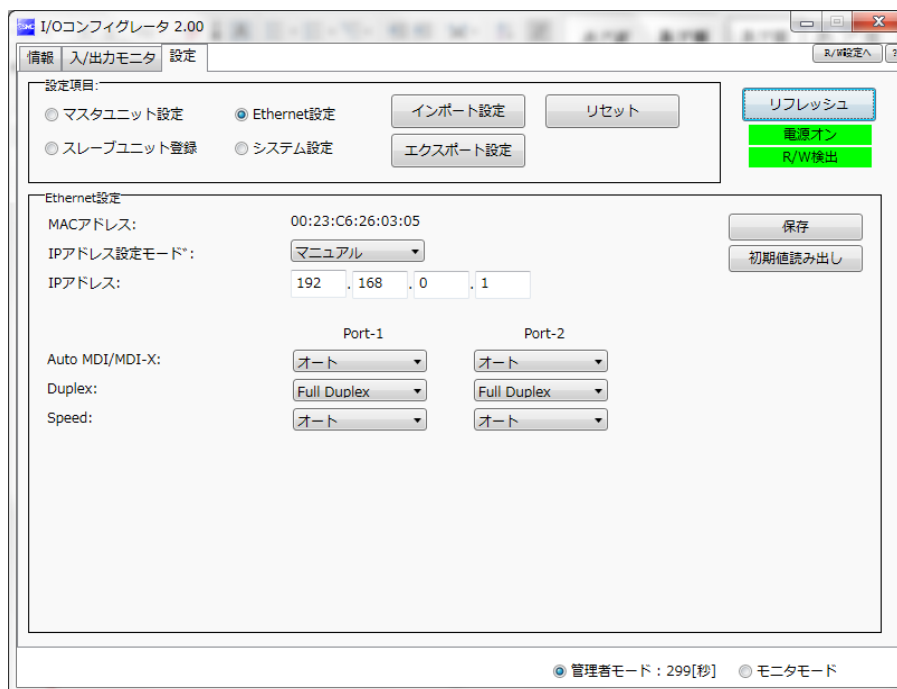 I/Oコンフィグレータ 2.00
情報 入/出力モニタ 設定 R/W設定へ ?
設定項目:
マスタユニット設定 Ethernet設定 インポート設定 リセット リフレッシュ
電源オン
スレーブユニット登録 システム設定 エクスポート設定 R/W検出
Ethernet設定
MACアドレス: 00:23:C6:26:03:05 保存
IPアドレス設定モード: マニュアル 初期値読み出し
IPアドレス: 192 . 168 . 0 . 1
Port-1 Port-2
Auto MDI/MDI-X: オート オート
Duplex: Full Duplex Full Duplex
Speed: オート オート
管理者モード:299[秒] モニタモード